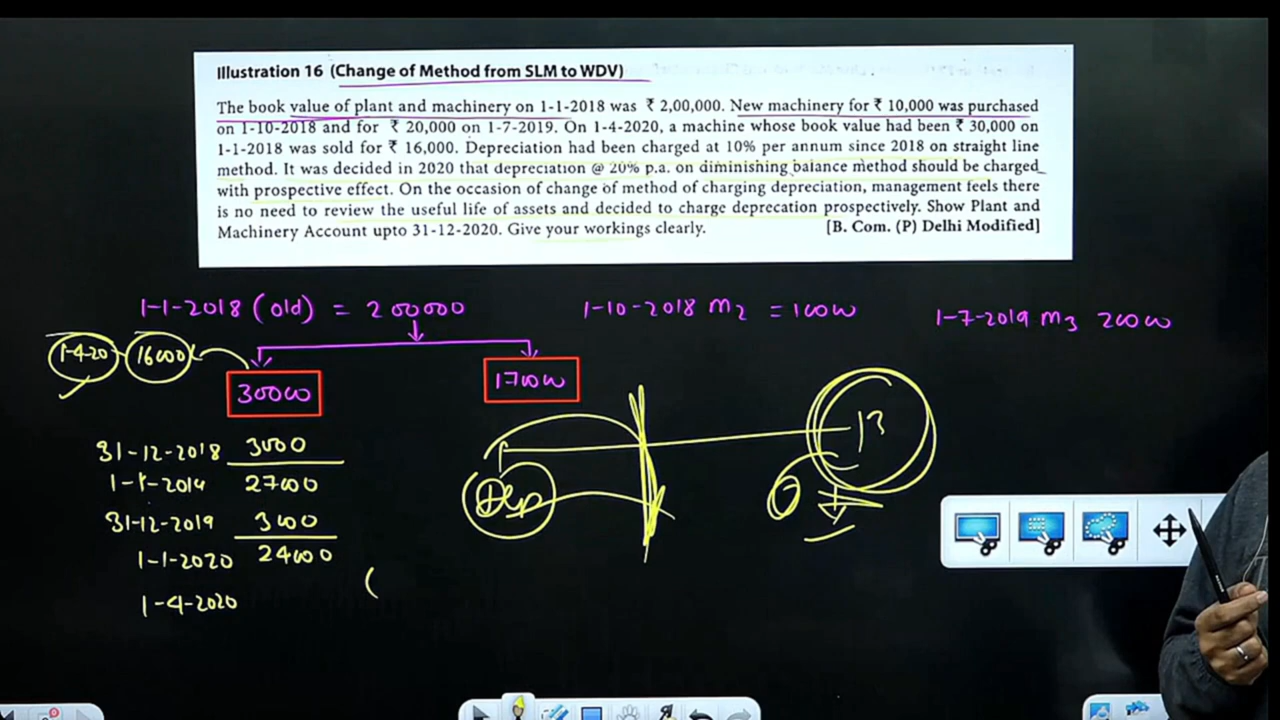 Illustration 16 (Change of Method from SLM to WDV)
The book value of plant and machinery on 1-1-2018 was ₹ 2,00,000. New machinery for ₹ 10,000 was purchased
on 1-10-2018 and for ₹ 20,000 on 1-7-2019. On 1-4-2020, a machine whose book value had been ₹ 30,000 on
1-1-2018 was sold for ₹ 16,000. Depreciation had been charged at 10% per annum since 2018 on straight line
method. It was decided in 2020 that depreciation @ 20% p.a. on diminishing balance method should be charged
with prospective effect. On the occasion of change of method of charging depreciation, management feels there
is no need to review the useful life of assets and decided to charge deprecation prospectively. Show Plant and
Machinery Account upto 31-12-2020. Give your workings clearly. [B. Com. (P) Delhi Modified]
1-1-2018 (old) = 200000
1-10-2018 M2 = 10000
1-7-2019 M3 20000
1-4-20 16000
30000
170000
31-12-2018 3000
27000
31-12-2019 3000
1-1-2020 24000
1-4-2020 (
Dep